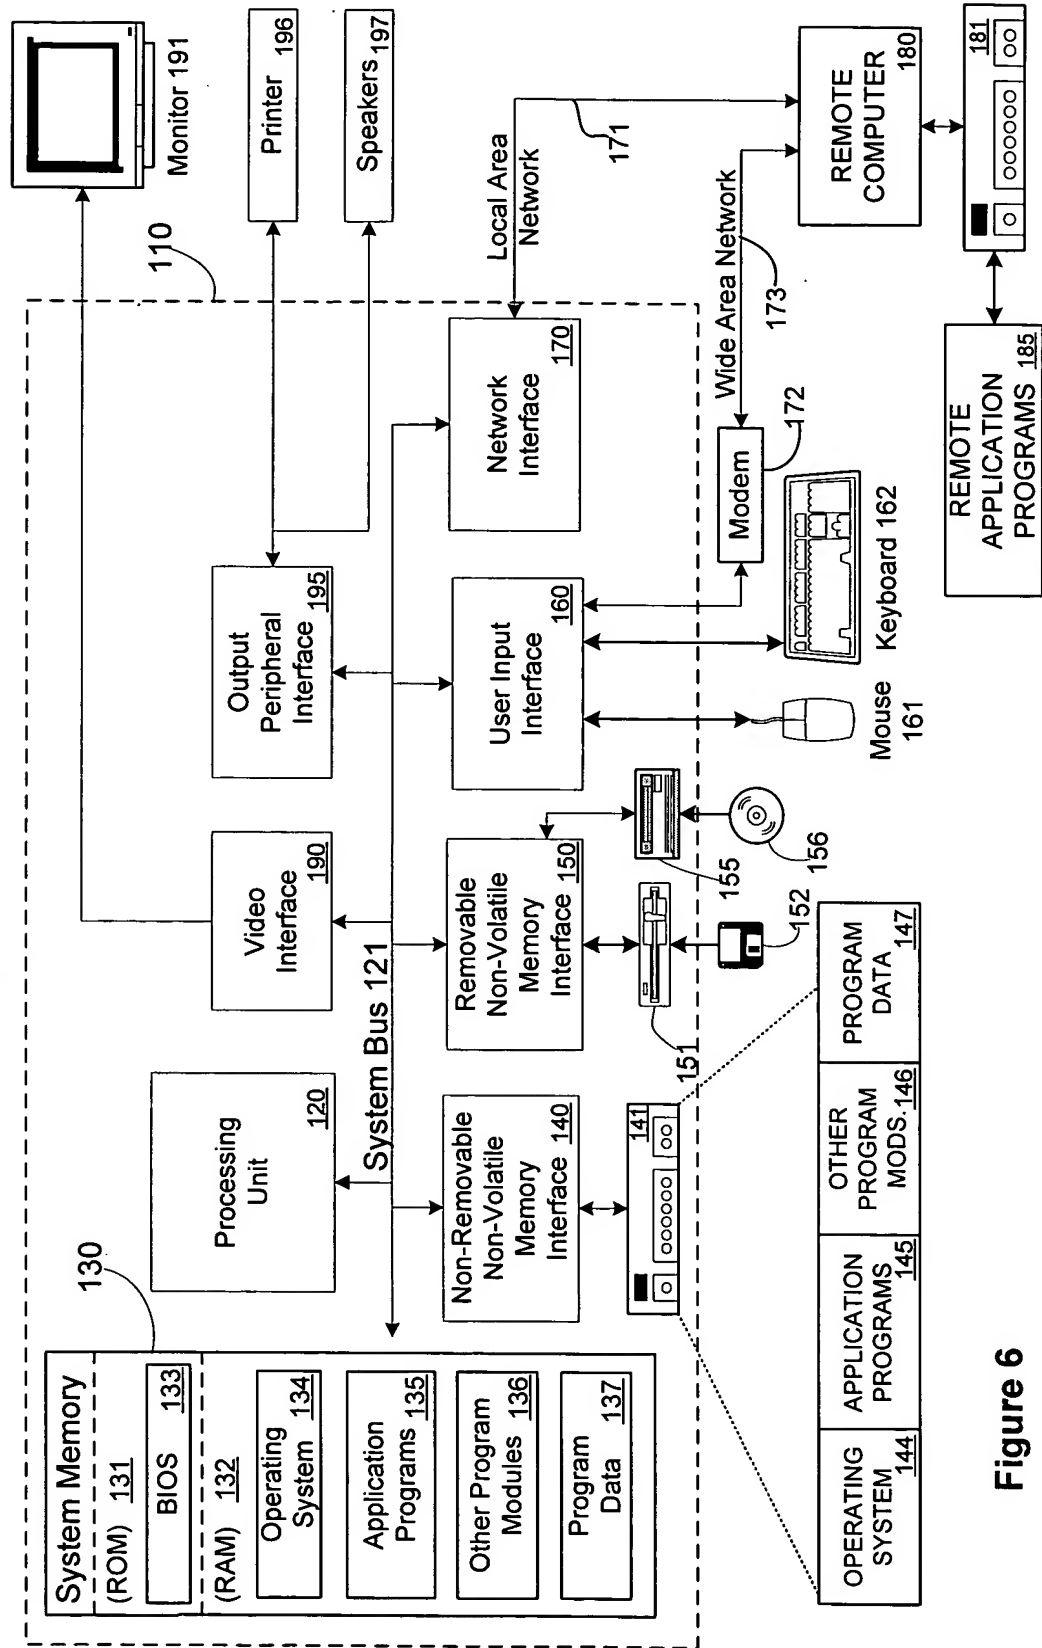 System Memory
(ROM) 131
BIOS 133
(RAM) 132
Operating
System 134
Application
Programs 135
Other Program
Modules 136
Program
Data 137
130
Processing
Unit
120
System Bus 121
Video
Interface
190
Output
Peripheral
Interface 195
110
Monitor 191
Printer 196
Speakers 197
Non-Removable
Non-Volatile
Memory
Interface 140
Removable
Non-Volatile
Memory
Interface 150
User Input
Interface
160
Network
Interface
170
Local Area
Network
171
141
151
152
155
156
Mouse
161
Keyboard 162
Modem
172
Wide Area Network
173
REMOTE
COMPUTER
180
181
REMOTE
APPLICATION
PROGRAMS 185
OPERATING
SYSTEM 144
APPLICATION
PROGRAMS 145
OTHER
PROGRAM
MODS. 146
PROGRAM
DATA 147
Figure 6